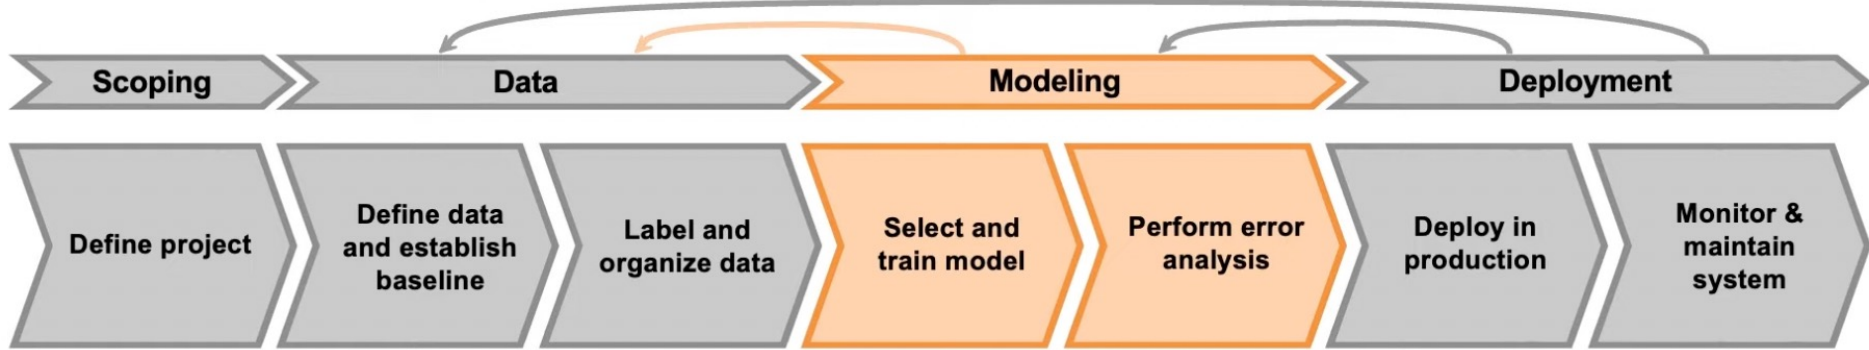 Scoping
Data
Modeling
Deployment
Define project
Define data
and establish
baseline
Label and
organize data
Select and
train model
Perform error
analysis
Deploy in
production
Monitor &
maintain
system